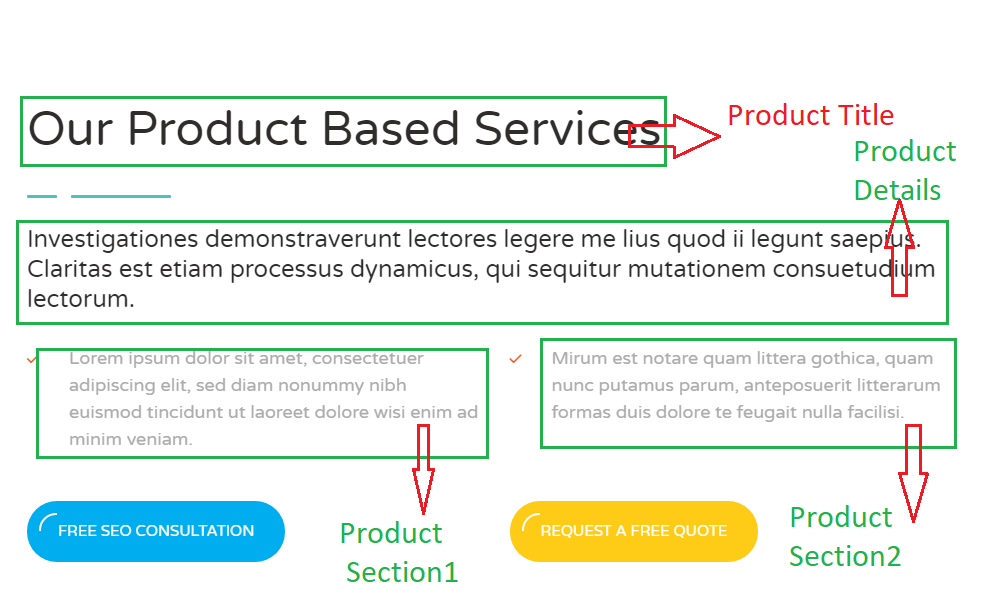 Our Product Based Services
Product Title
Product
Details
Investigationes demonstraverunt lectores legere me lius quod ii legunt saepius.
Claritas est etiam processus dynamicus, qui sequitur mutationem consuetudium
lectorum.
Lorem ipsum dolor sit amet, consectetuer
adipiscing elit, sed diam nonummy nibh
euismod tincidunt ut laoreet dolore wisi enim ad
minim veniam.
Mirum est notare quam littera gothica, quam
nunc putamus parum, anteposuerit litterarum
formas duis dolore te feugait nulla facilisi.
FREE SEO CONSULTATION
Product
Section1
REQUEST A FREE QUOTE
Product
Section2